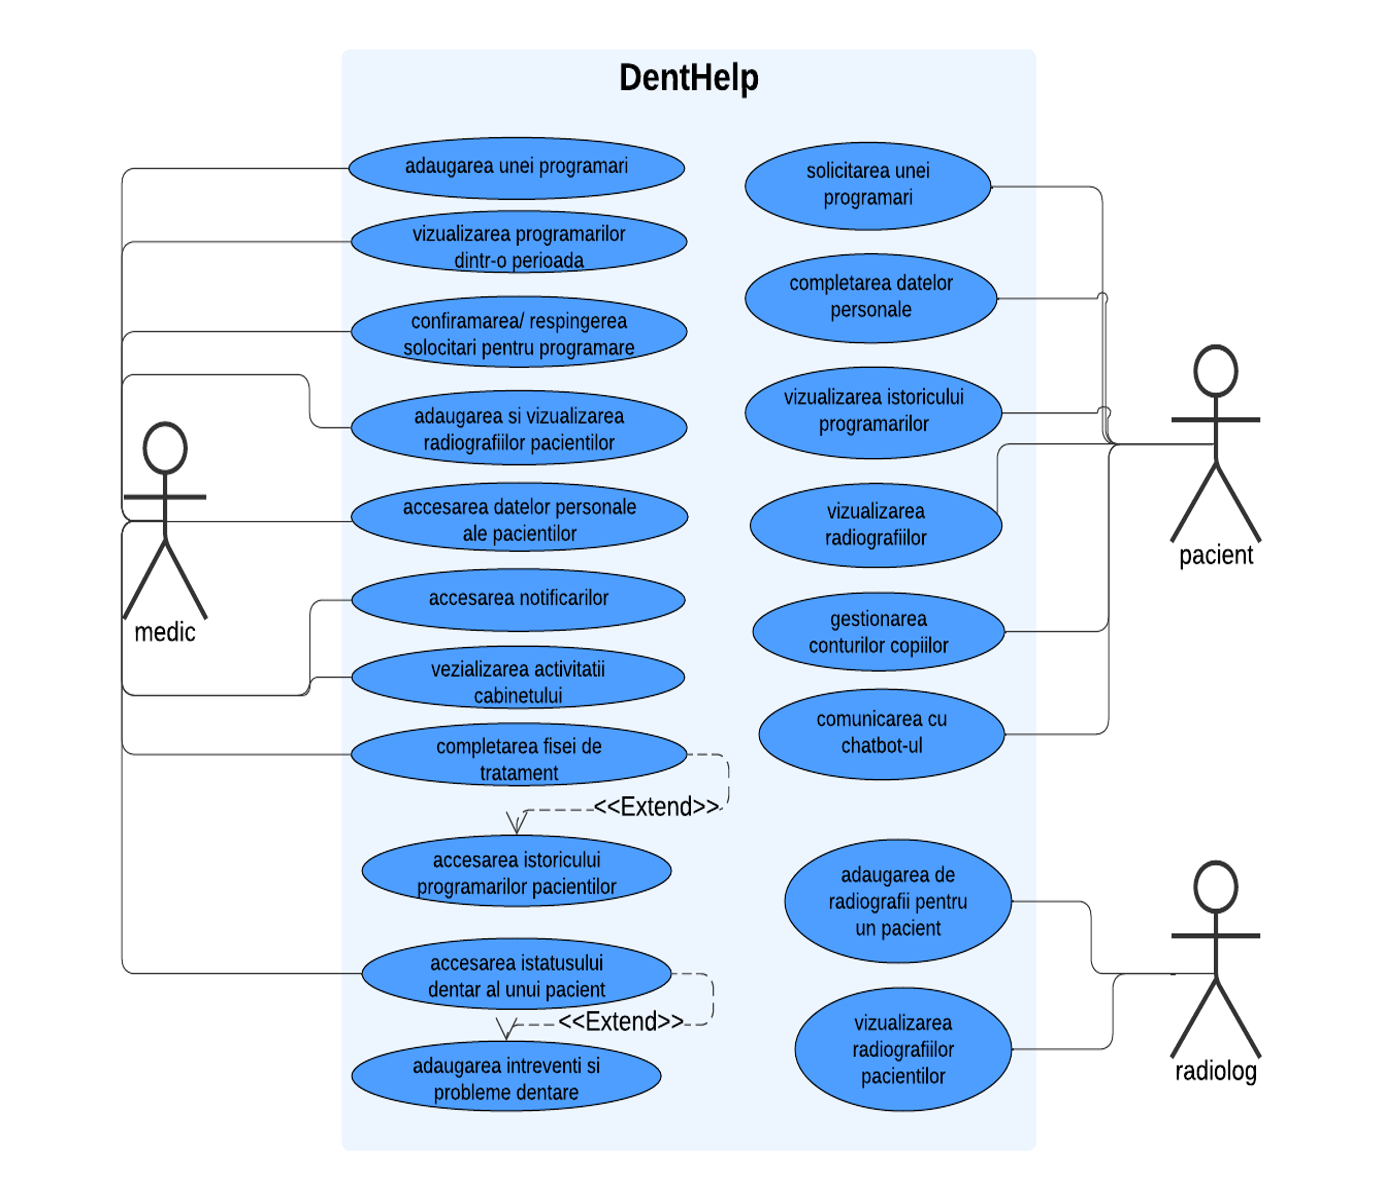 DentHelp
adaugarea unei programari
vizualizarea programarilor
dintr-o perioada
confiramarea/ respingerea
solocitari pentru programare
adaugarea si vizualizarea
radiografiilor pacientilor
accesarea datelor personale
ale pacientilor
accesarea notificarilor
vezializarea activitatii
cabinetului
completarea fisei de
tratament
<<Extend>>
accesarea istoricului
programarilor pacientilor
accesarea istatusului
dentar al unui pacient
<<Extend>>
adaugarea intreventi si
probleme dentare
medic
solicitarea unei
programari
completarea datelor
personale
vizualizarea istoricului
programarilor
vizualizarea
radiografiilor
gestionarea
conturilor copiilor
comunicarea cu
chatbot-ul
pacient
adaugarea de
radiografii pentru
un pacient
vizualizarea
radiografiilor
pacientilor
radiolog